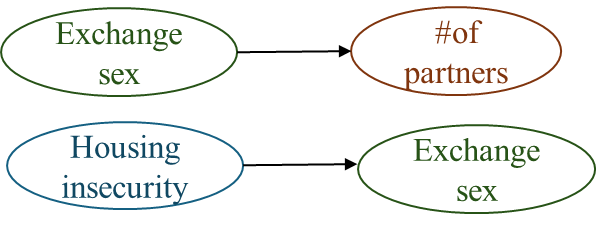 Exchange
sex
#of
partners
Housing
insecurity
Exchange
sex